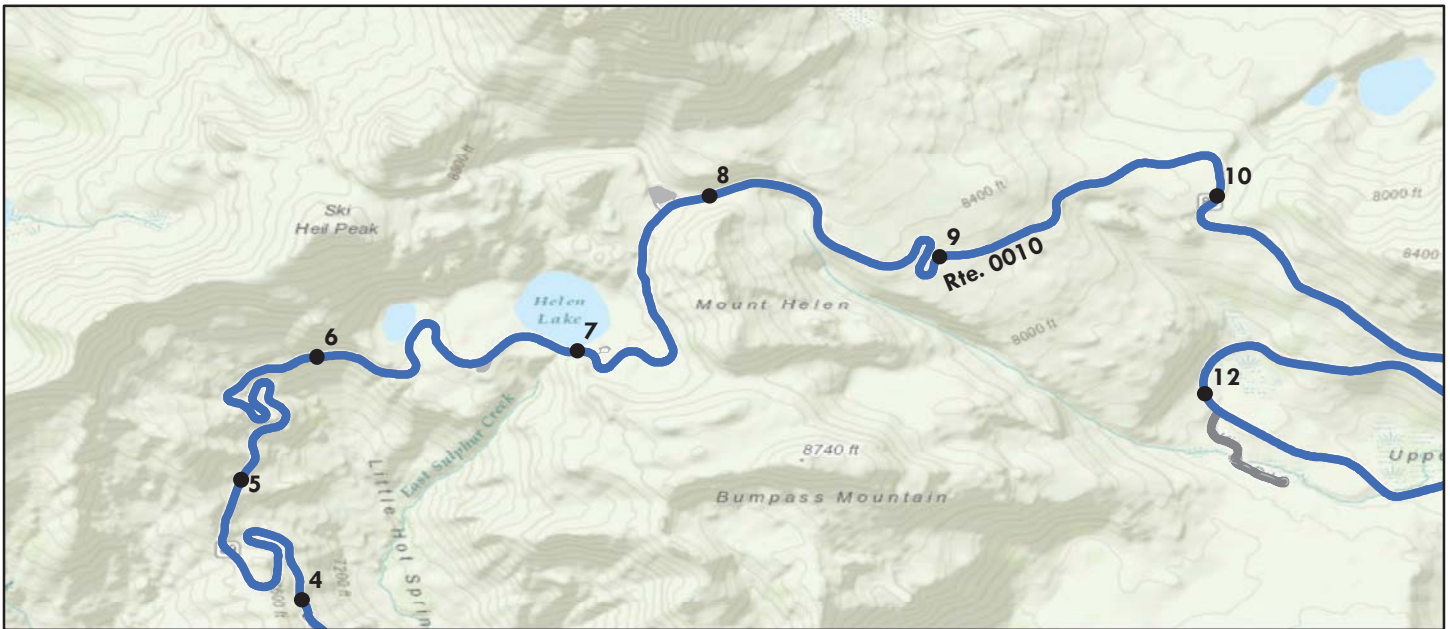 8
10
8000 ft
8800 ft
8400 ft
Ski
Heil Peak
9
Rte. 0010
8400
Helen
Lake
Mount Helen
7
8000 ft
6
12
8740 ft
Uppe
5
East Sulphur Creek
Little Hot Sprin
Bumpass Mountain
4
7200 ft